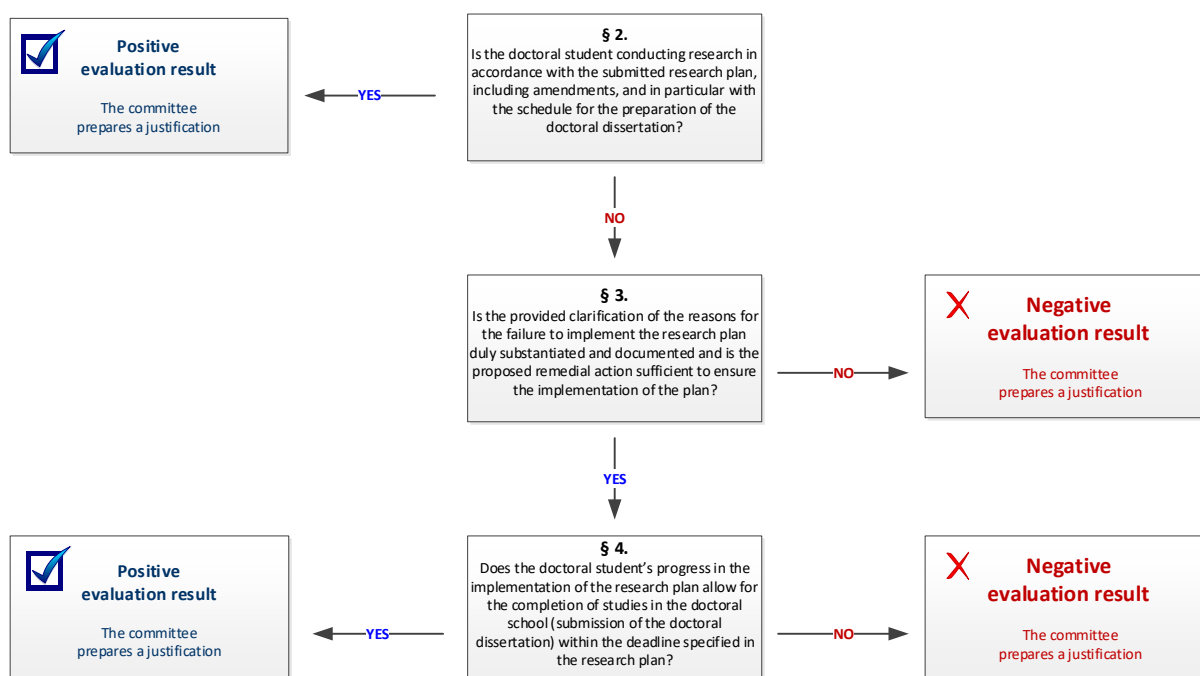 Positive
evaluation result
The committee
prepares a justification
YES
§ 2.
Is the doctoral student conducting research in
accordance with the submitted research plan,
including amendments, and in particular with
the schedule for the preparation of the
doctoral dissertation?
NO
§ 3.
Is the provided clarification of the reasons for
the failure to implement the research plan
duly substantiated and documented and is the
proposed remedial action sufficient to ensure
the implementation of the plan?
NO
Negative
evaluation result
The committee
prepares a justification
YES
Positive
evaluation result
The committee
prepares a justification
YES
§ 4.
Does the doctoral student’s progress in the
implementation of the research plan allow for
the completion of studies in the doctoral
school (submission of the doctoral
dissertation) within the deadline specified in
the research plan?
NO
Negative
evaluation result
The committee
prepares a justification